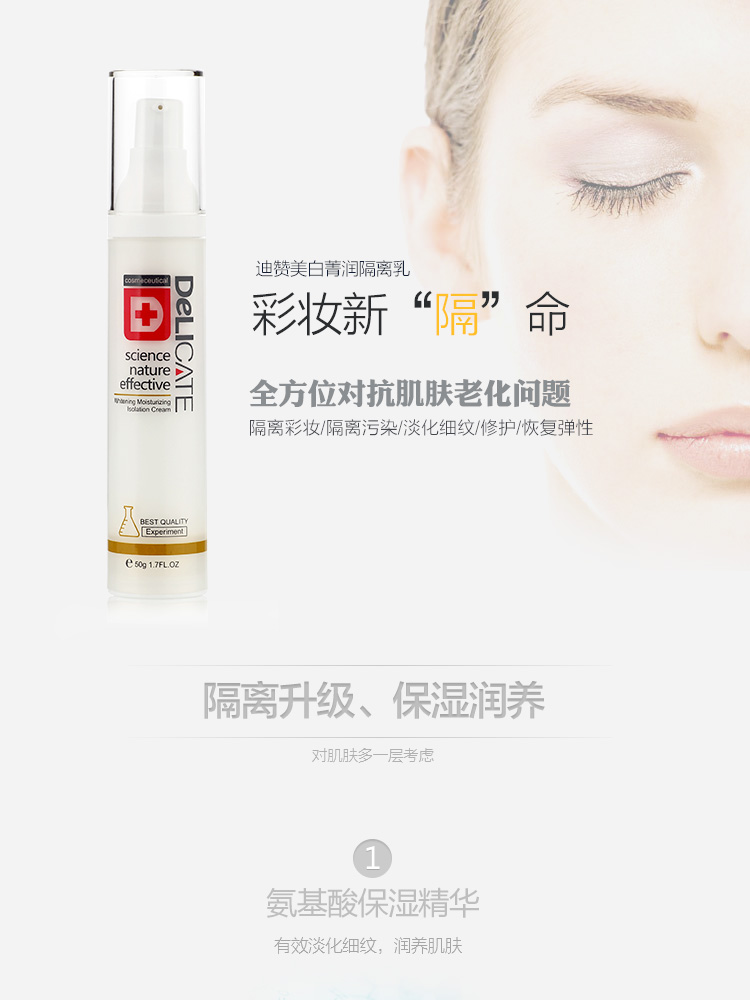 迪赞美白菁润隔离乳
彩妆新“隔”命
全方位对抗肌肤老化问题
隔离彩妆/隔离污染/淡化细纹/修护/恢复弹性
cosmeceutical
D
DeLICATE
science
nature
effective
Whitening Moisturizing
Isolation Cream
BEST QUALITY
Experiment
e 50g 1.7FL.OZ
隔离升级、保湿润养
对肌肤多一层考虑
1
氨基酸保湿精华
有效淡化细纹，润养肌肤